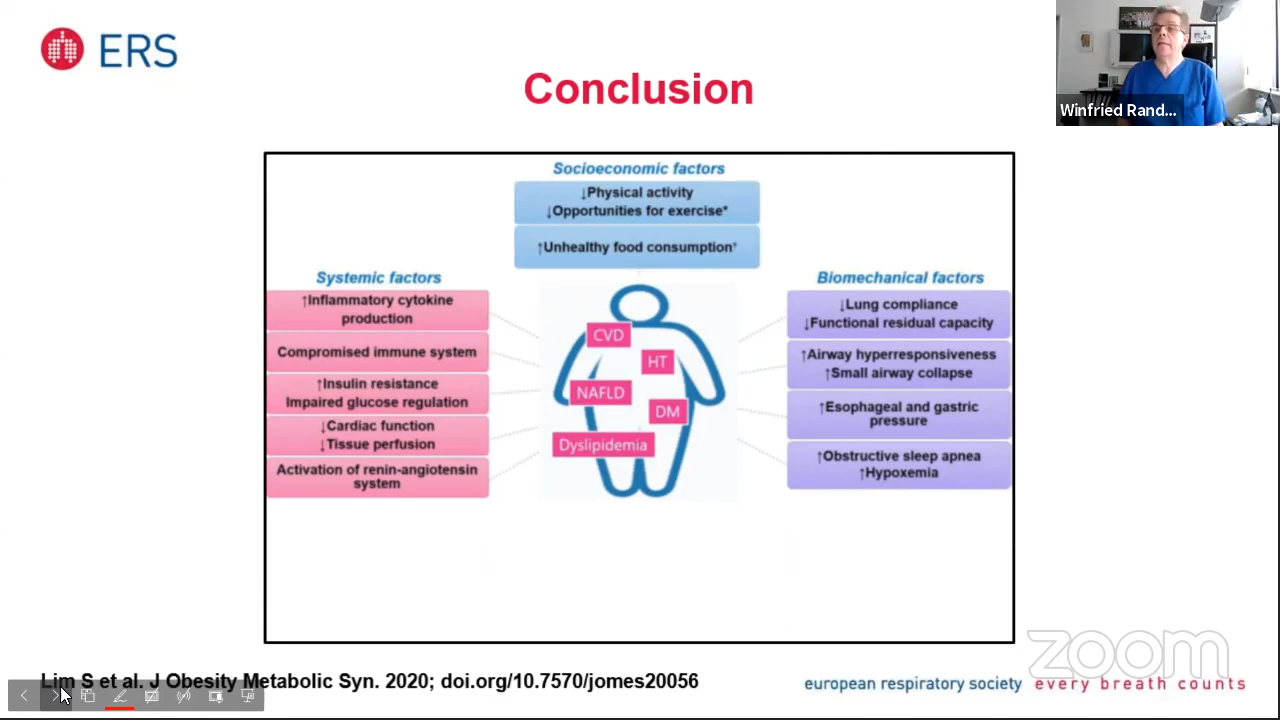 ERS
Conclusion
Winfried Rand...
Socioeconomic factors
↓Physical activity
↓Opportunities for exercise*
↑Unhealthy food consumption†
Systemic factors
↑Inflammatory cytokine
production
Compromised immune system
↑Insulin resistance
Impaired glucose regulation
↓Cardiac function
↓Tissue perfusion
Activation of renin-angiotensin
system
CVD
HT
NAFLD
DM
Dyslipidemia
Biomechanical factors
↓Lung compliance
↓Functional residual capacity
↑Airway hyperresponsiveness
↑Small airway collapse
↑Esophageal and gastric
pressure
↑Obstructive sleep apnea
↑Hypoxemia
zoom
Lim S et al. J Obesity Metabolic Syn. 2020; doi.org/10.7570/jomes20056
european respiratory society every breath counts